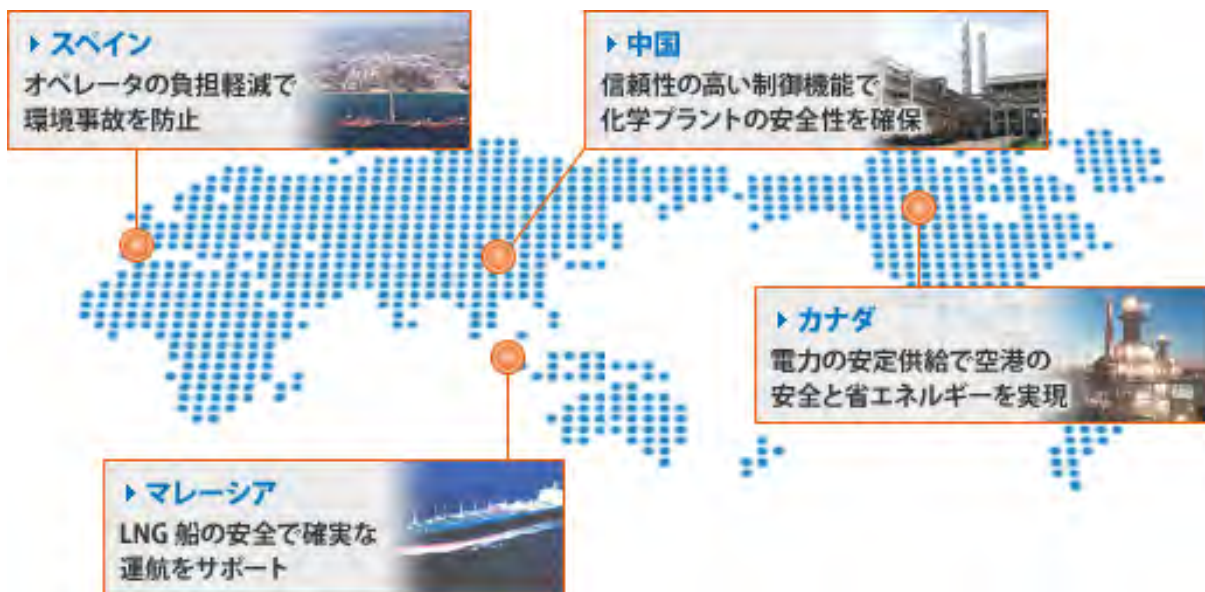 スペイン
オペレータの負担軽減で
環境事故を防止
中国
信頼性の高い制御機能で
化学プラントの安全性を確保
カナダ
電力の安定供給で空港の
安全と省エネルギーを実現
マレーシア
LNG 船の安全で確実な
運航をサポート